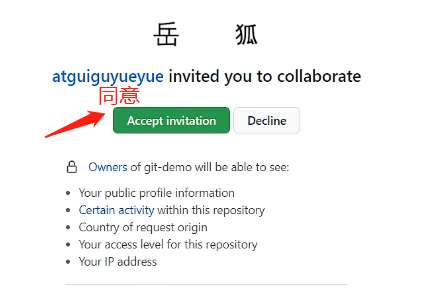 岳 狐
atguiguyueyue invited you to collaborate
同意
Accept invitation Decline
Owners of git-demo will be able to see:
Your public profile information
Certain activity within this repository
Country of request origin
Your access level for this repository
Your IP address